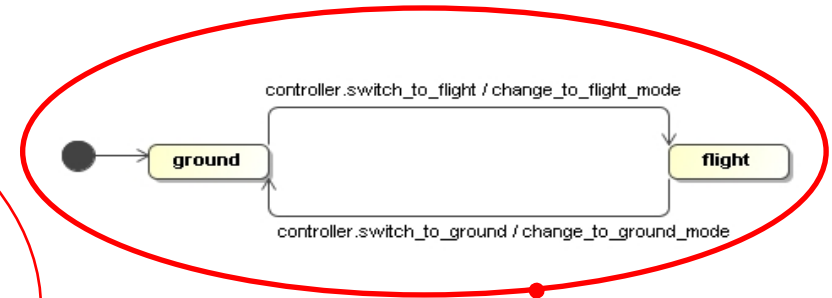 controller.switch_to_flight / change_to_flight_mode
ground
flight
controller.switch_to_ground / change_to_ground_mode